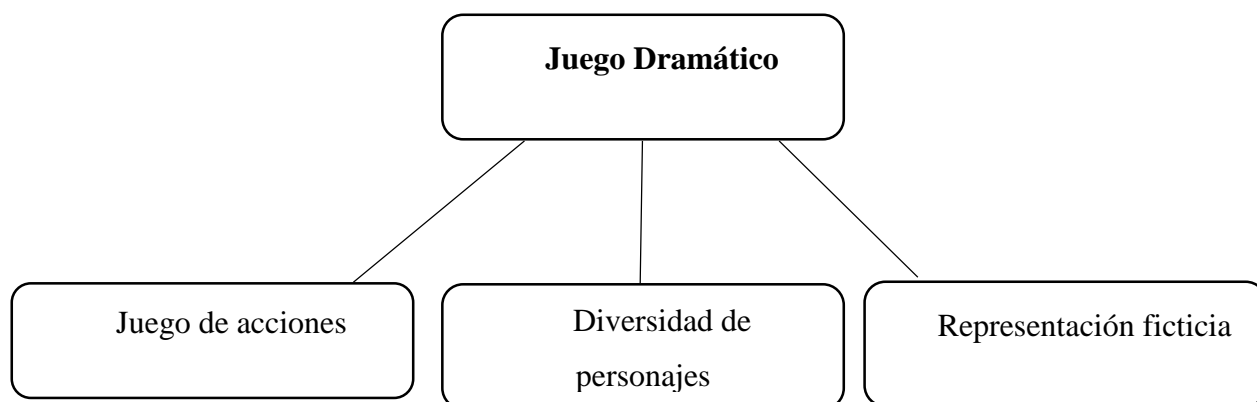 Juego Dramático
Juego de acciones
Diversidad de
personajes
Representación ficticia